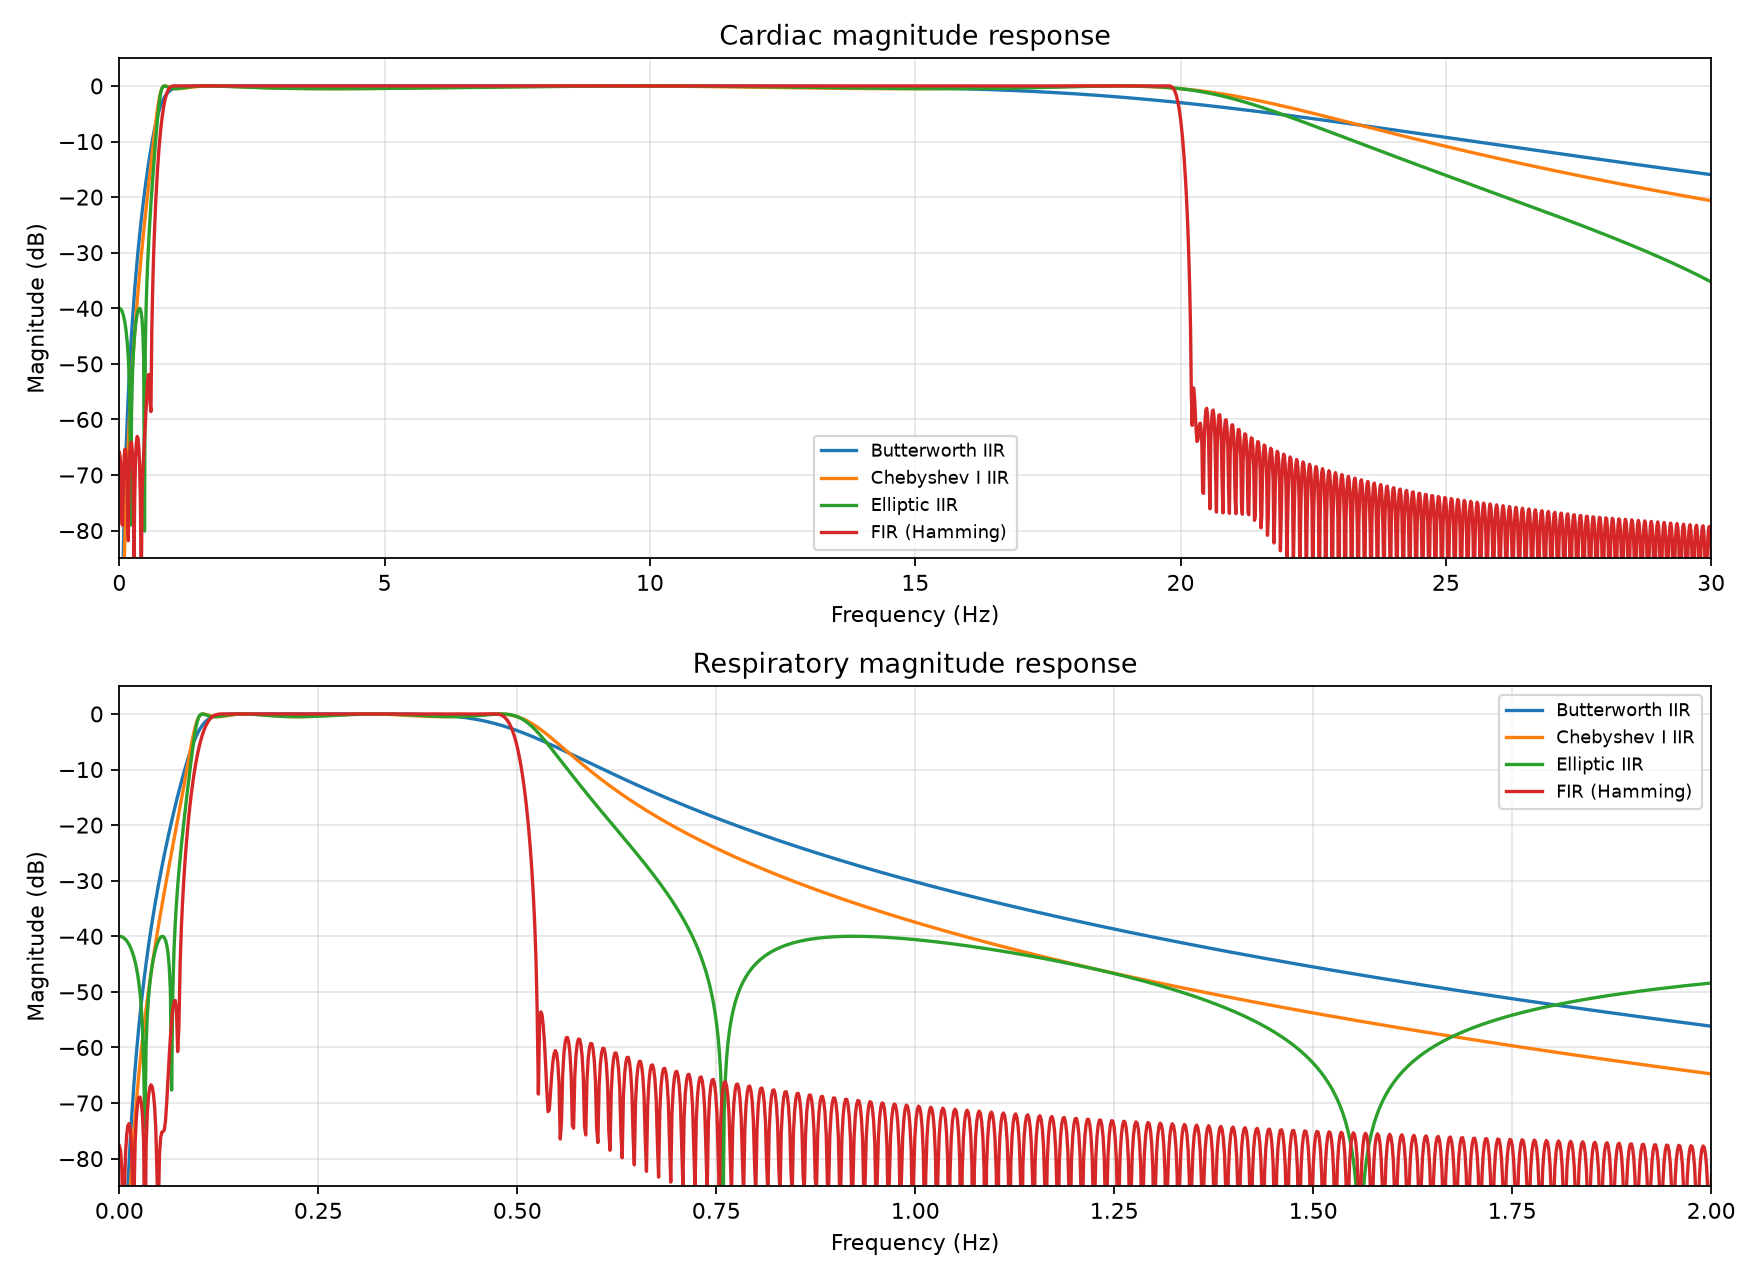 Cardiac magnitude response
0
−10
−20
−30
−40
−50
−60
−70
−80
Magnitude (dB)
Butterworth IIR
Chebyshev I IIR
Elliptic IIR
FIR (Hamming)
0 5 10 15 20 25 30
Frequency (Hz)
Respiratory magnitude response
0
−10
−20
−30
−40
−50
−60
−70
−80
Magnitude (dB)
Butterworth IIR
Chebyshev I IIR
Elliptic IIR
FIR (Hamming)
0.00 0.25 0.50 0.75 1.00 1.25 1.50 1.75 2.00
Frequency (Hz)